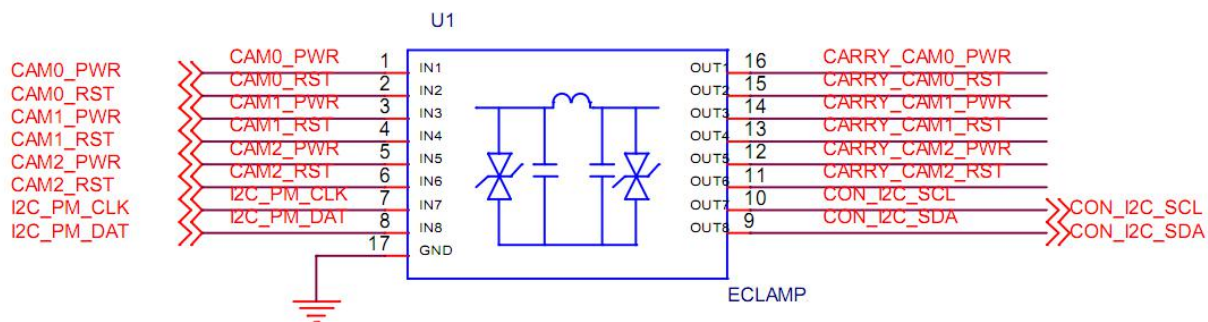 U1
CAM0_PWR CAM0_PWR 1 IN1 OUT1 16 CARRY_CAM0_PWR
CAM0_RST CAM0_RST 2 IN2 OUT2 15 CARRY_CAM0_RST
CAM1_PWR CAM1_PWR 3 IN3 OUT3 14 CARRY_CAM1_PWR
CAM1_RST CAM1_RST 4 IN4 OUT4 13 CARRY_CAM1_RST
CAM2_PWR CAM2_PWR 5 IN5 OUT5 12 CARRY_CAM2_PWR
CAM2_RST CAM2_RST 6 IN6 OUT6 11 CARRY_CAM2_RST
I2C_PM_CLK I2C_PM_CLK 7 IN7 OUT7 10 CON_I2C_SCL CON_I2C_SCL
I2C_PM_DAT I2C_PM_DAT 8 IN8 OUT8 9 CON_I2C_SDA CON_I2C_SDA
17 GND
ECLAMP